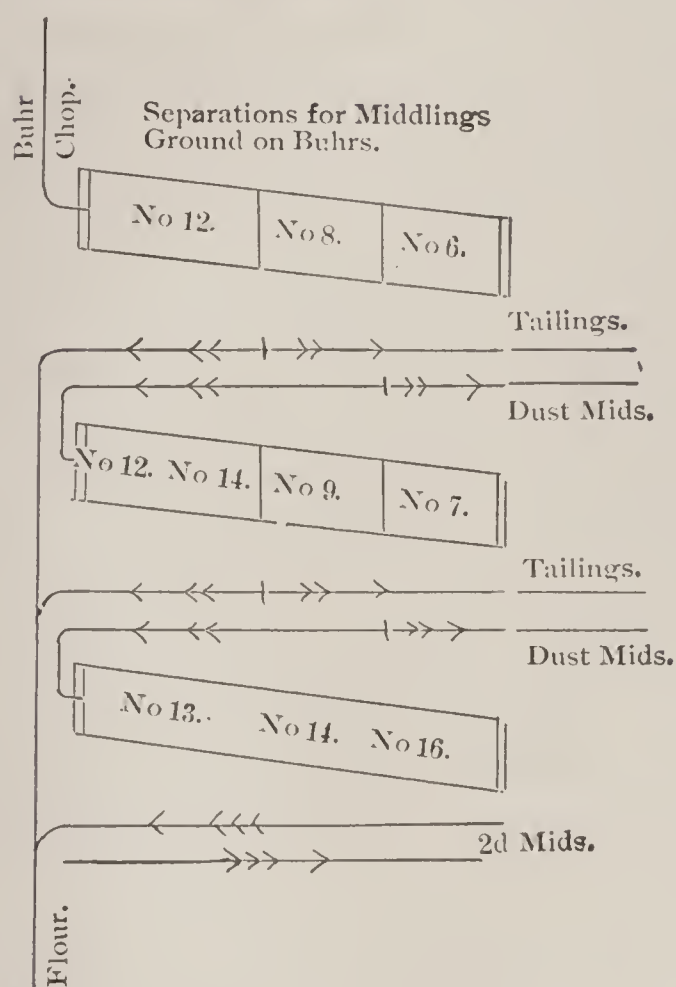 Buhr
Chop.
Separations for Middlings
Ground on Buhrs.
No 12. No 8. No 6.
Tailings.
Dust Mids.
No 12. No 14. No 9. No 7.
Tailings.
Dust Mids.
No 13. No 14. No 16.
2d Mids.
Flour.